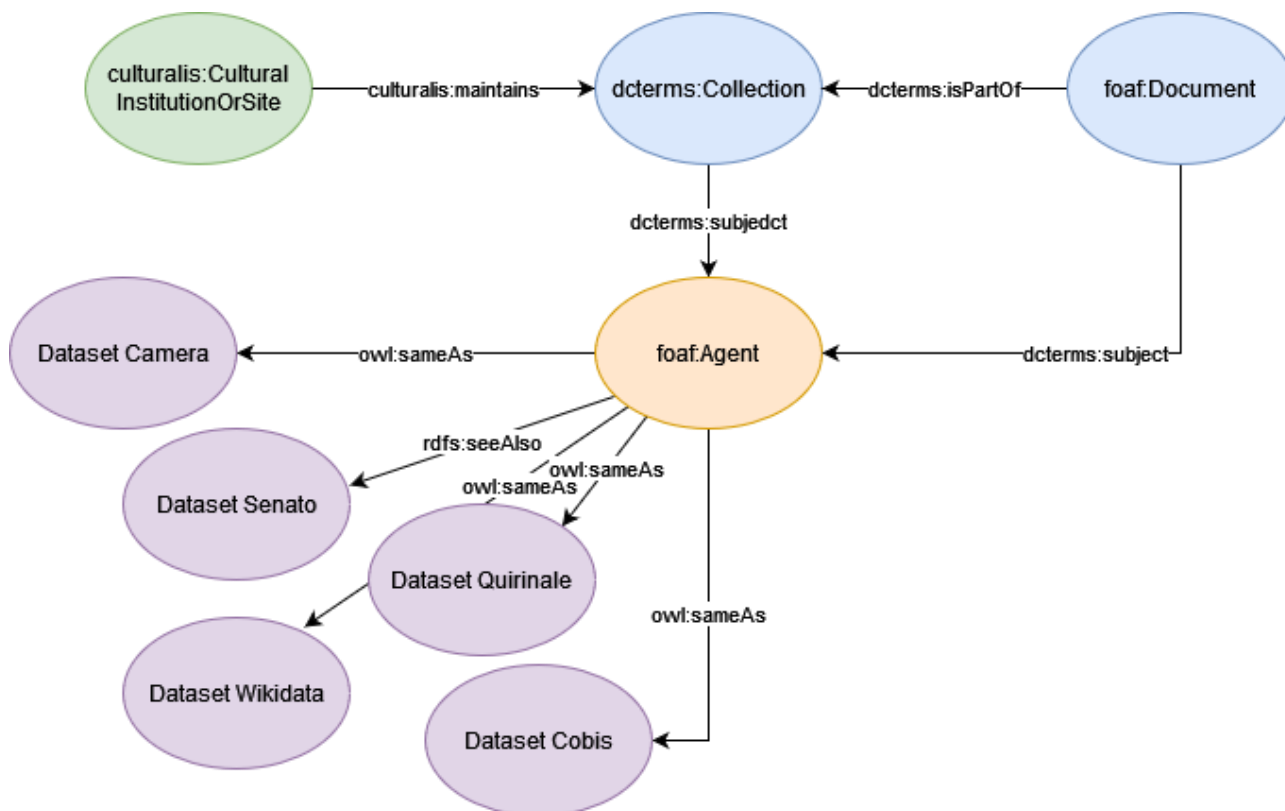 culturalis:Cultural
InstitutionOrSite
culturalis:maintains
dcterms:Collection
dcterms:isPartOf
foaf:Document
dcterms:subjedct
Dataset Camera
owl:sameAs
foaf:Agent
dcterms:subject
rdfs:seeAlso
owl:sameAs
owl:sameAs
Dataset Senato
Dataset Quirinale
owl:sameAs
Dataset Wikidata
Dataset Cobis